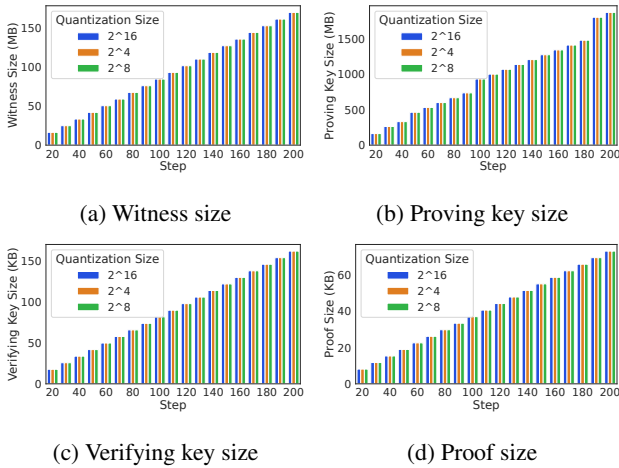 Witness Size (MB)
150
100
50
0
Quantization Size
2^16
2^4
2^8
20 40 60 80 100 120 140 160 180 200
Step
(a) Witness size
Proving Key Size (MB)
1500
1000
500
0
Quantization Size
2^16
2^4
2^8
20 40 60 80 100 120 140 160 180 200
Step
(b) Proving key size
Verifying Key Size (KB)
150
100
50
0
Quantization Size
2^16
2^4
2^8
20 40 60 80 100 120 140 160 180 200
Step
(c) Verifying key size
Proof Size (KB)
60
40
20
0
Quantization Size
2^16
2^4
2^8
20 40 60 80 100 120 140 160 180 200
Step
(d) Proof size